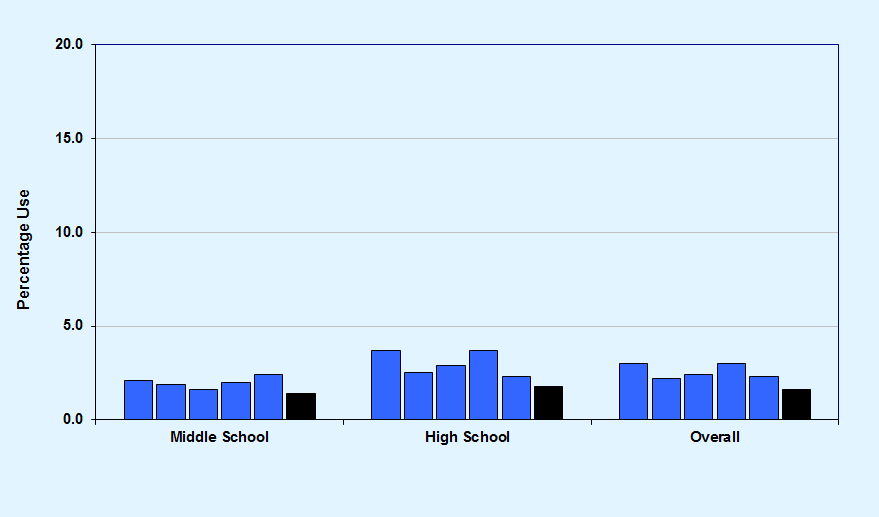 20.0
15.0
10.0
5.0
0.0
Percentage Use
Middle School
High School
Overall